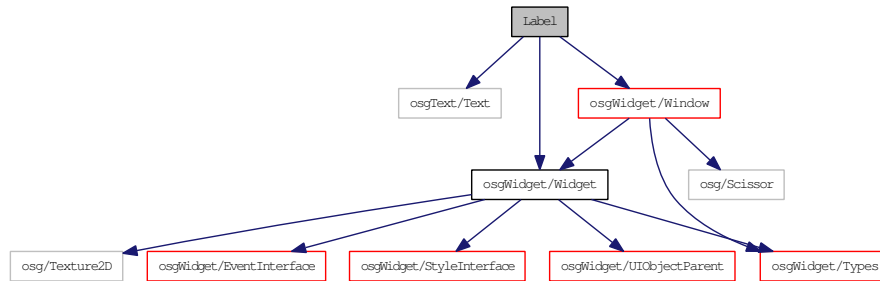 Label
osgText/Text
osgWidget/Window
osgWidget/Widget
osg/Scissor
osg/Texture2D
osgWidget/EventInterface
osgWidget/StyleInterface
osgWidget/UIObjectParent
osgWidget/Types